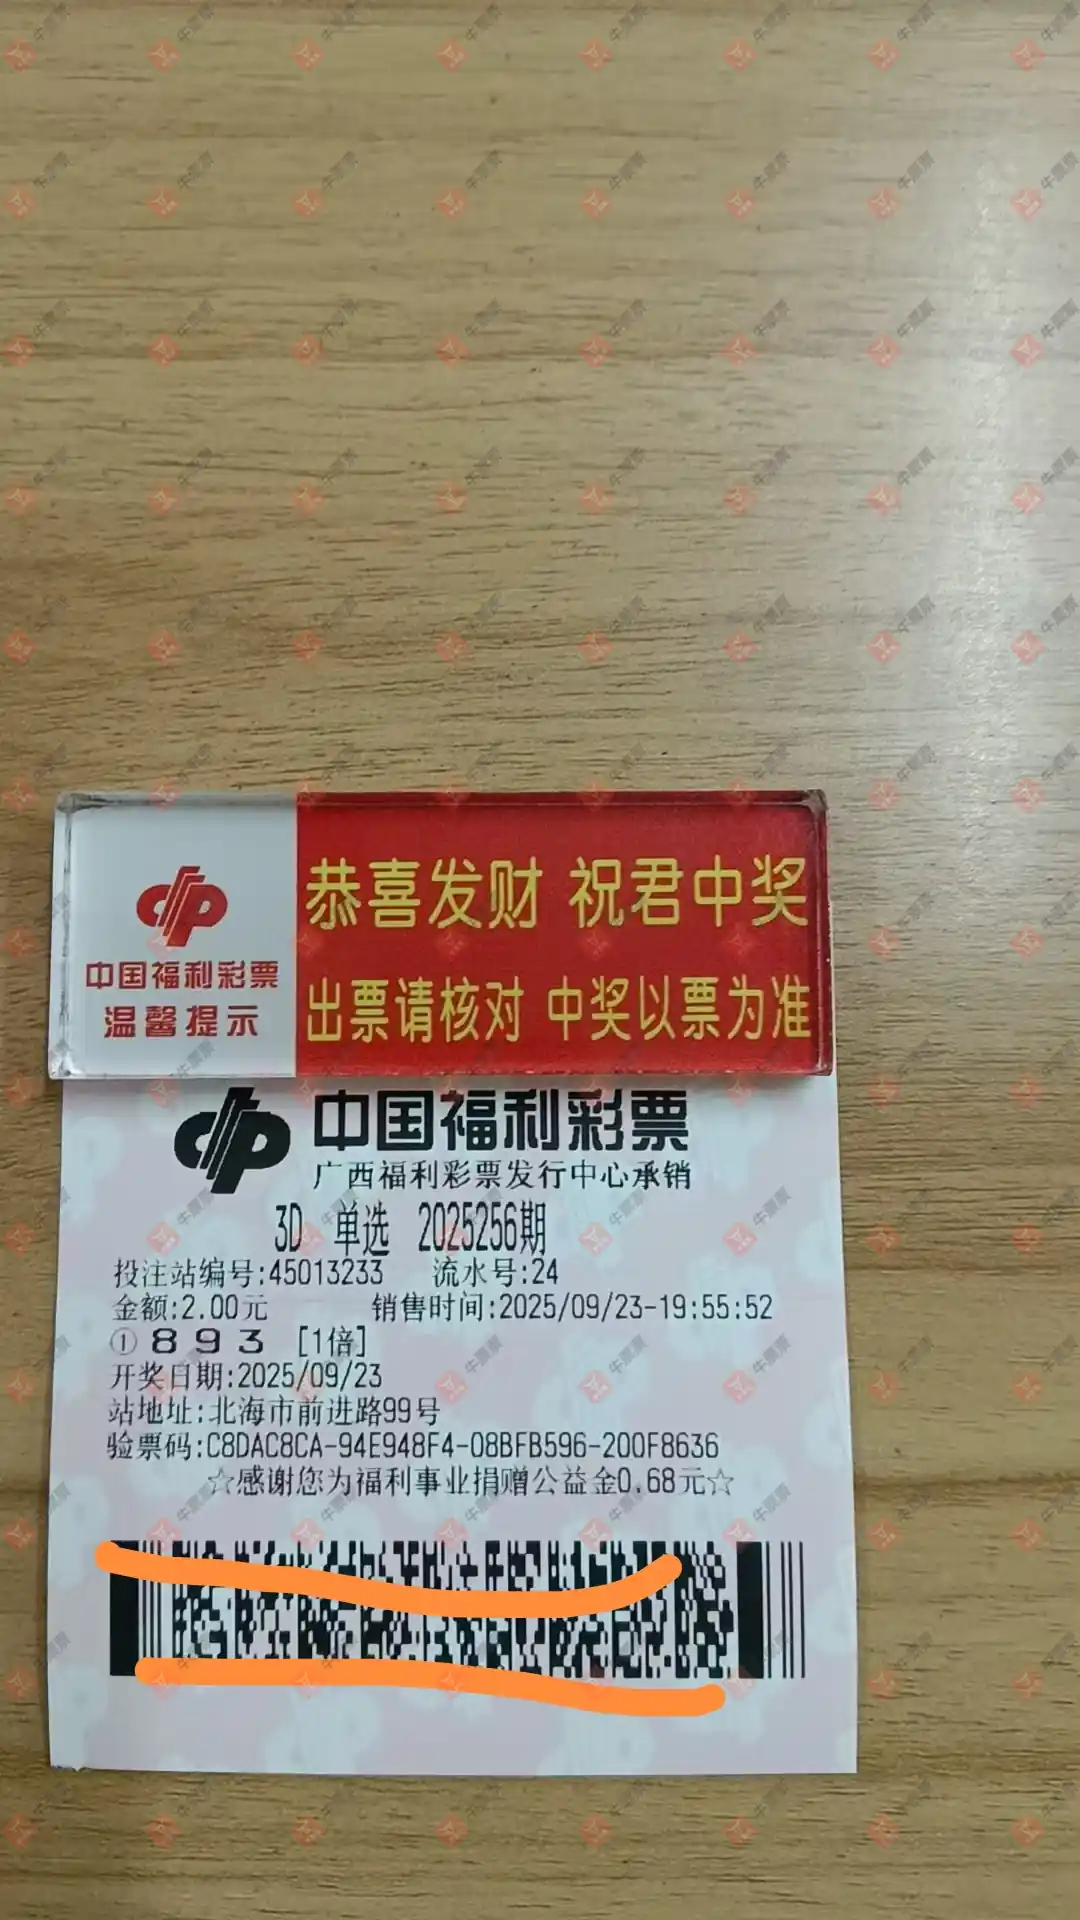 恭喜发财 祝君中奖
中国福利彩票
温馨提示
出票请核对 中奖以票为准
中国福利彩票
广西福利彩票发行中心承销
3D 单选 2025256期
投注站编号:45013233 流水号:24
金额:2.00元 销售时间:2025/09/23-19:55:52
① 8 9 3 [1倍]
开奖日期:2025/09/23
站地址:北海市前进路99号
验票码:C8DAC8CA-94E948F4-08BFB596-200F8636
☆感谢您为福利事业捐赠公益金0.68元☆